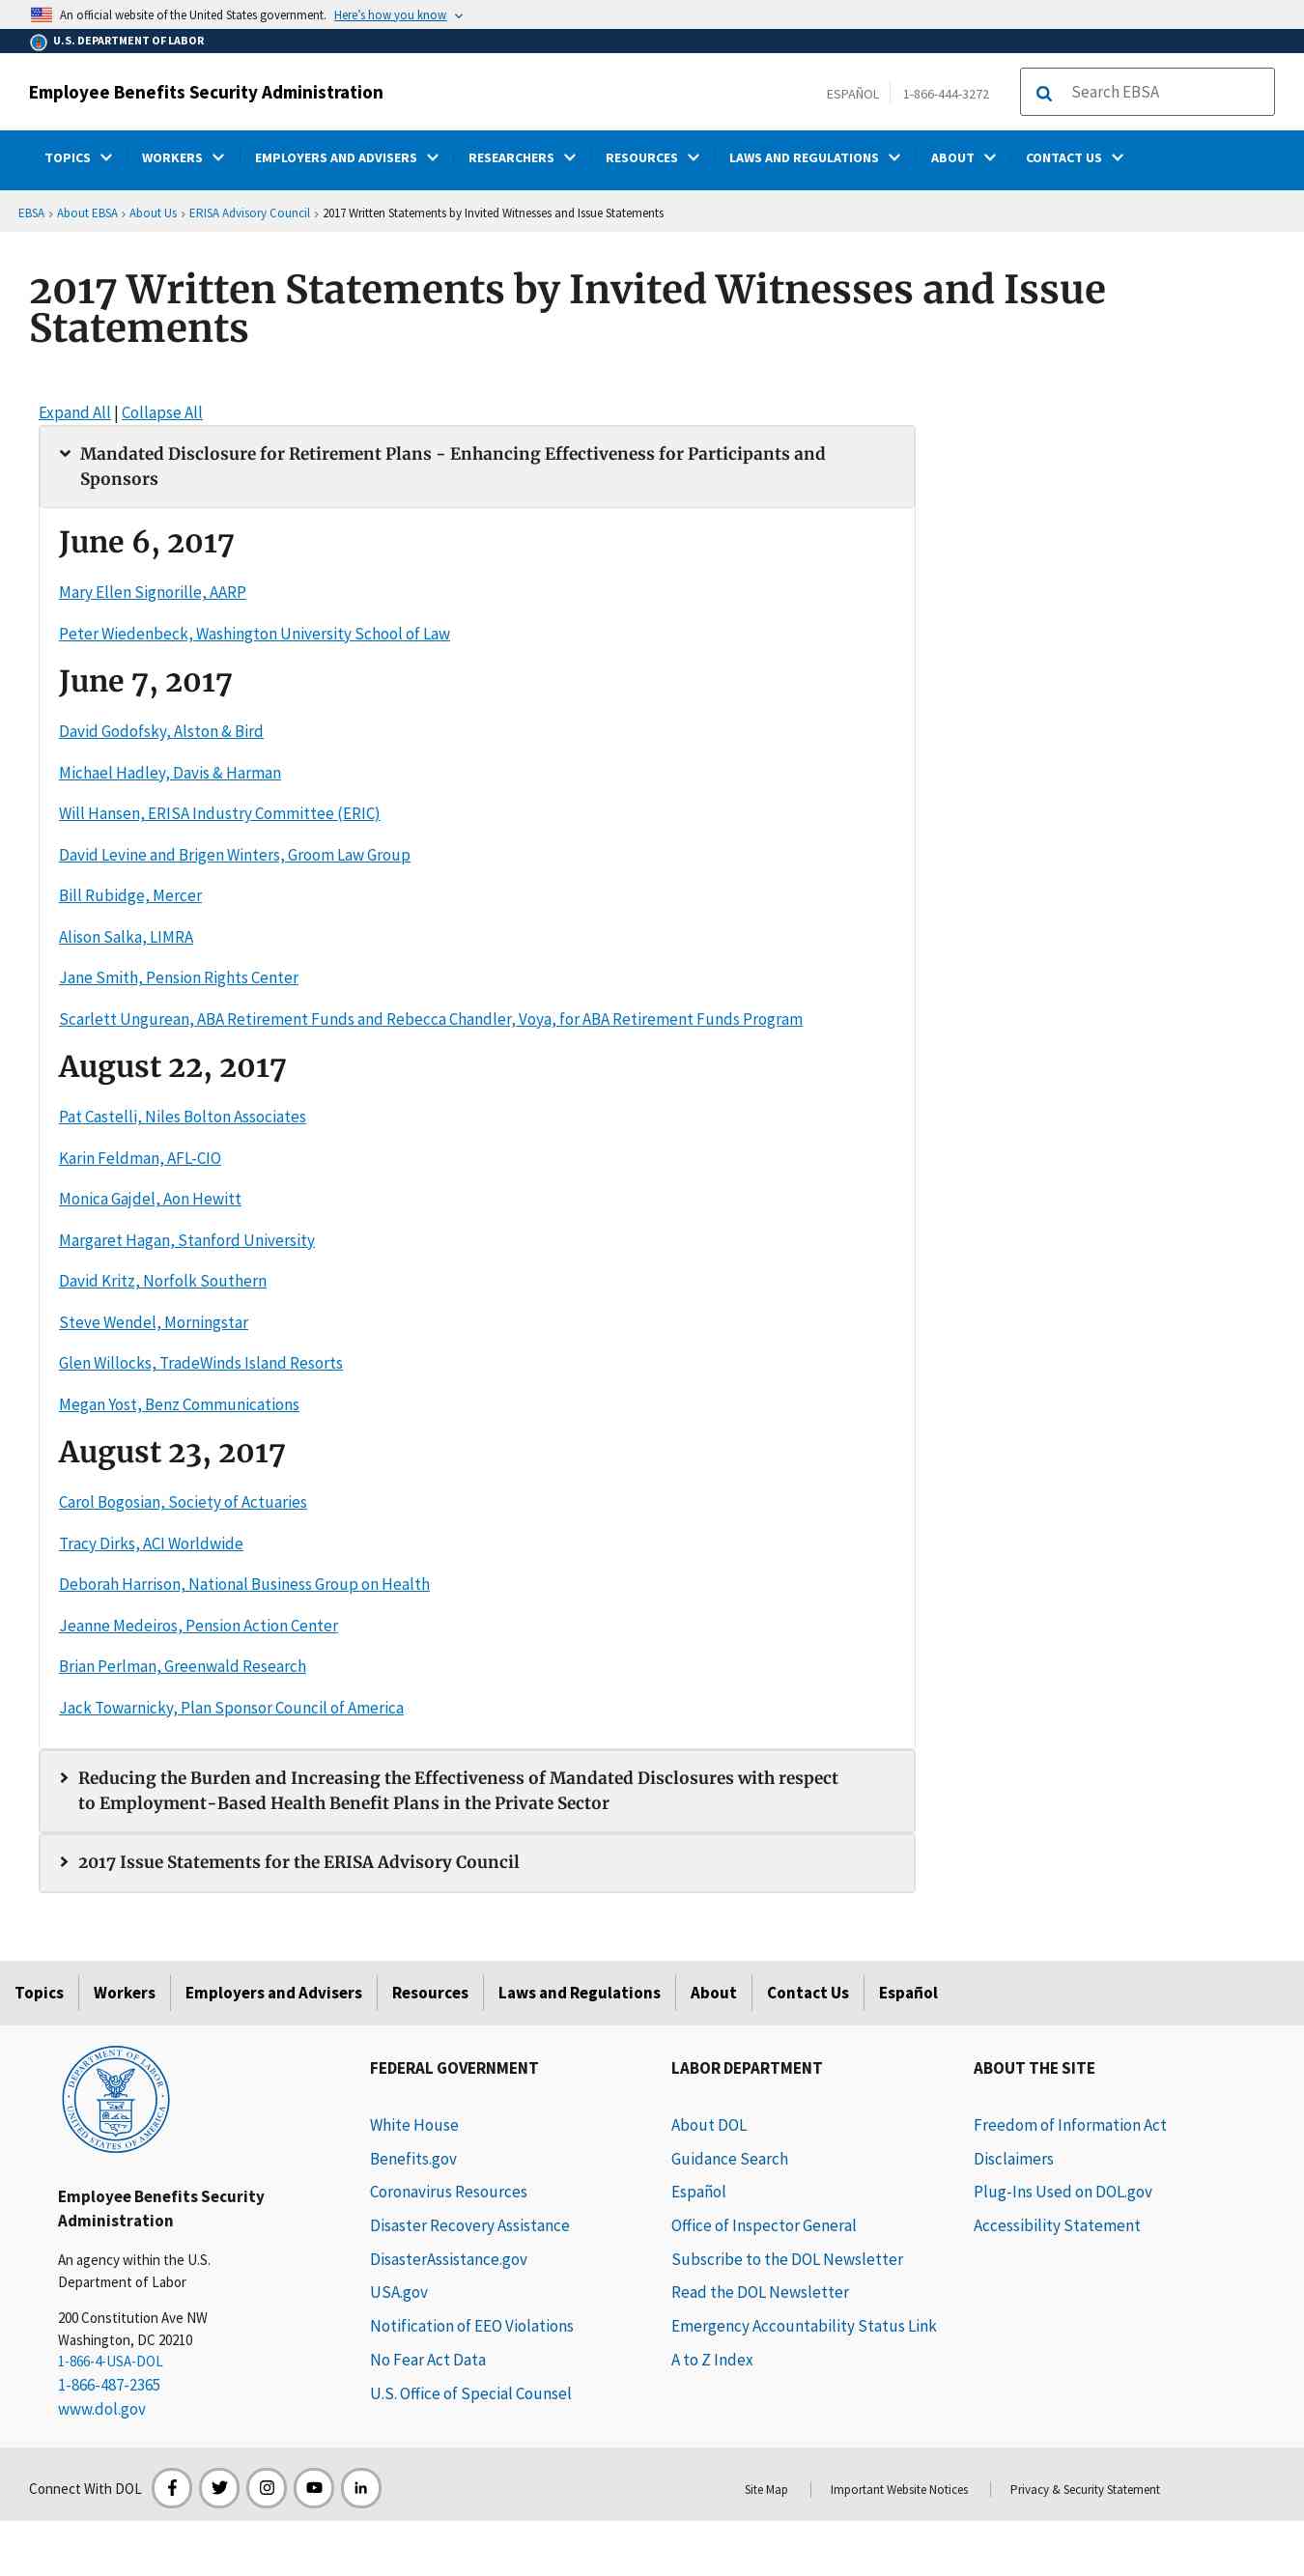 An official website of the United States government. Here's how you know
U.S. DEPARTMENT OF LABOR
Employee Benefits Security Administration
ESPAÑOL 1-866-444-3272 Search EBSA
TOPICS WORKERS EMPLOYERS AND ADVISERS RESEARCHERS RESOURCES LAWS AND REGULATIONS ABOUT CONTACT US
EBSA › About EBSA › About Us › ERISA Advisory Council › 2017 Written Statements by Invited Witnesses and Issue Statements
2017 Written Statements by Invited Witnesses and Issue
Statements
Expand All | Collapse All
Mandated Disclosure for Retirement Plans - Enhancing Effectiveness for Participants and
Sponsors
June 6, 2017
Mary Ellen Signorille, AARP
Peter Wiedenbeck, Washington University School of Law
June 7, 2017
David Godofsky, Alston & Bird
Michael Hadley, Davis & Harman
Will Hansen, ERISA Industry Committee (ERIC)
David Levine and Brigen Winters, Groom Law Group
Bill Rubidge, Mercer
Alison Salka, LIMRA
Jane Smith, Pension Rights Center
Scarlett Ungurean, ABA Retirement Funds and Rebecca Chandler, Voya, for ABA Retirement Funds Program
August 22, 2017
Pat Castelli, Niles Bolton Associates
Karin Feldman, AFL-CIO
Monica Gajdel, Aon Hewitt
Margaret Hagan, Stanford University
David Kritz, Norfolk Southern
Steve Wendel, Morningstar
Glen Willocks, TradeWinds Island Resorts
Megan Yost, Benz Communications
August 23, 2017
Carol Bogosian, Society of Actuaries
Tracy Dirks, ACI Worldwide
Deborah Harrison, National Business Group on Health
Jeanne Medeiros, Pension Action Center
Brian Perlman, Greenwald Research
Jack Towarnicky, Plan Sponsor Council of America
Reducing the Burden and Increasing the Effectiveness of Mandated Disclosures with respect
to Employment-Based Health Benefit Plans in the Private Sector
2017 Issue Statements for the ERISA Advisory Council
Topics Workers Employers and Advisers Resources Laws and Regulations About Contact Us Español
DEPARTMENT OF LABOR
UNITED STATES OF AMERICA
Employee Benefits Security
Administration
An agency within the U.S.
Department of Labor
200 Constitution Ave NW
Washington, DC 20210
1-866-4-USA-DOL
1-866-487-2365
www.dol.gov
FEDERAL GOVERNMENT
White House
Benefits.gov
Coronavirus Resources
Disaster Recovery Assistance
DisasterAssistance.gov
USA.gov
Notification of EEO Violations
No Fear Act Data
U.S. Office of Special Counsel
LABOR DEPARTMENT
About DOL
Guidance Search
Español
Office of Inspector General
Subscribe to the DOL Newsletter
Read the DOL Newsletter
Emergency Accountability Status Link
A to Z Index
ABOUT THE SITE
Freedom of Information Act
Disclaimers
Plug-Ins Used on DOL.gov
Accessibility Statement
Connect With DOL
Site Map Important Website Notices Privacy & Security Statement